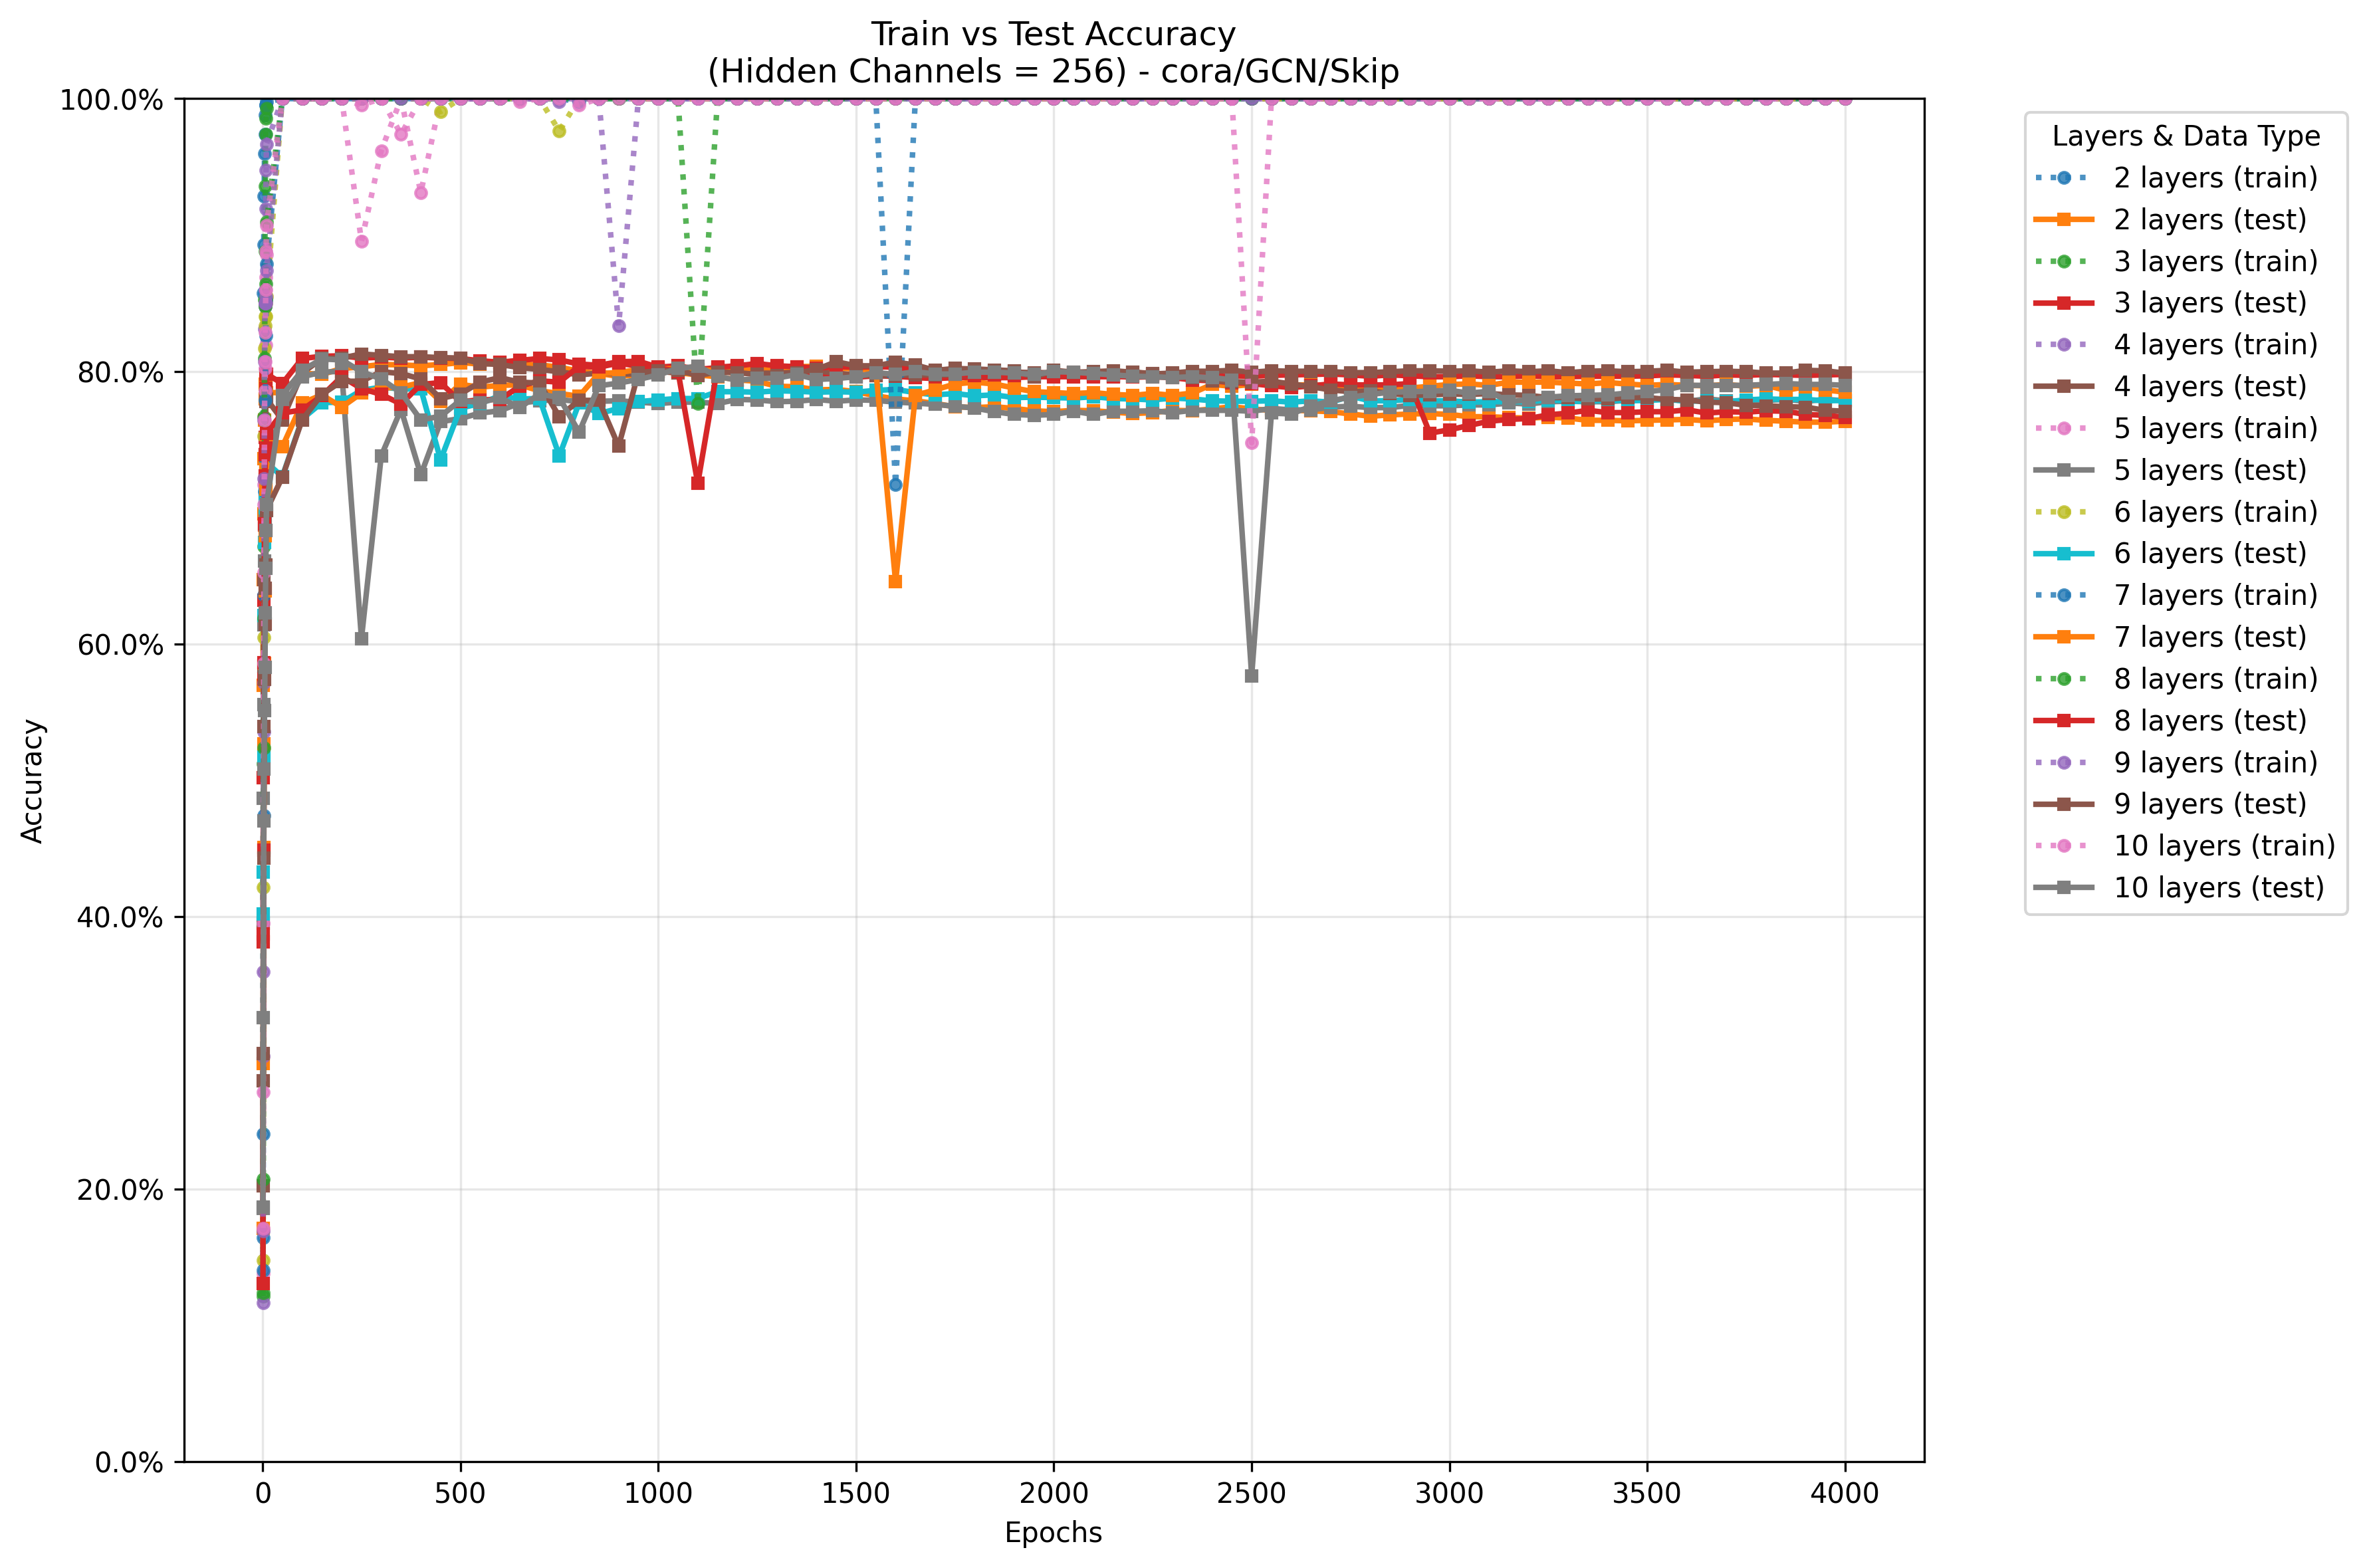 Train vs Test Accuracy
(Hidden Channels = 256) - cora/GCN/Skip
100.0%
80.0%
60.0%
40.0%
20.0%
0.0%
Accuracy
0 500 1000 1500 2000 2500 3000 3500 4000
Epochs
Layers & Data Type
2 layers (train)
2 layers (test)
3 layers (train)
3 layers (test)
4 layers (train)
4 layers (test)
5 layers (train)
5 layers (test)
6 layers (train)
6 layers (test)
7 layers (train)
7 layers (test)
8 layers (train)
8 layers (test)
9 layers (train)
9 layers (test)
10 layers (train)
10 layers (test)